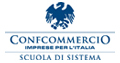 CONFCOMMERCIO
IMPRESE PER L'ITALIA
SCUOLA DI SISTEMA